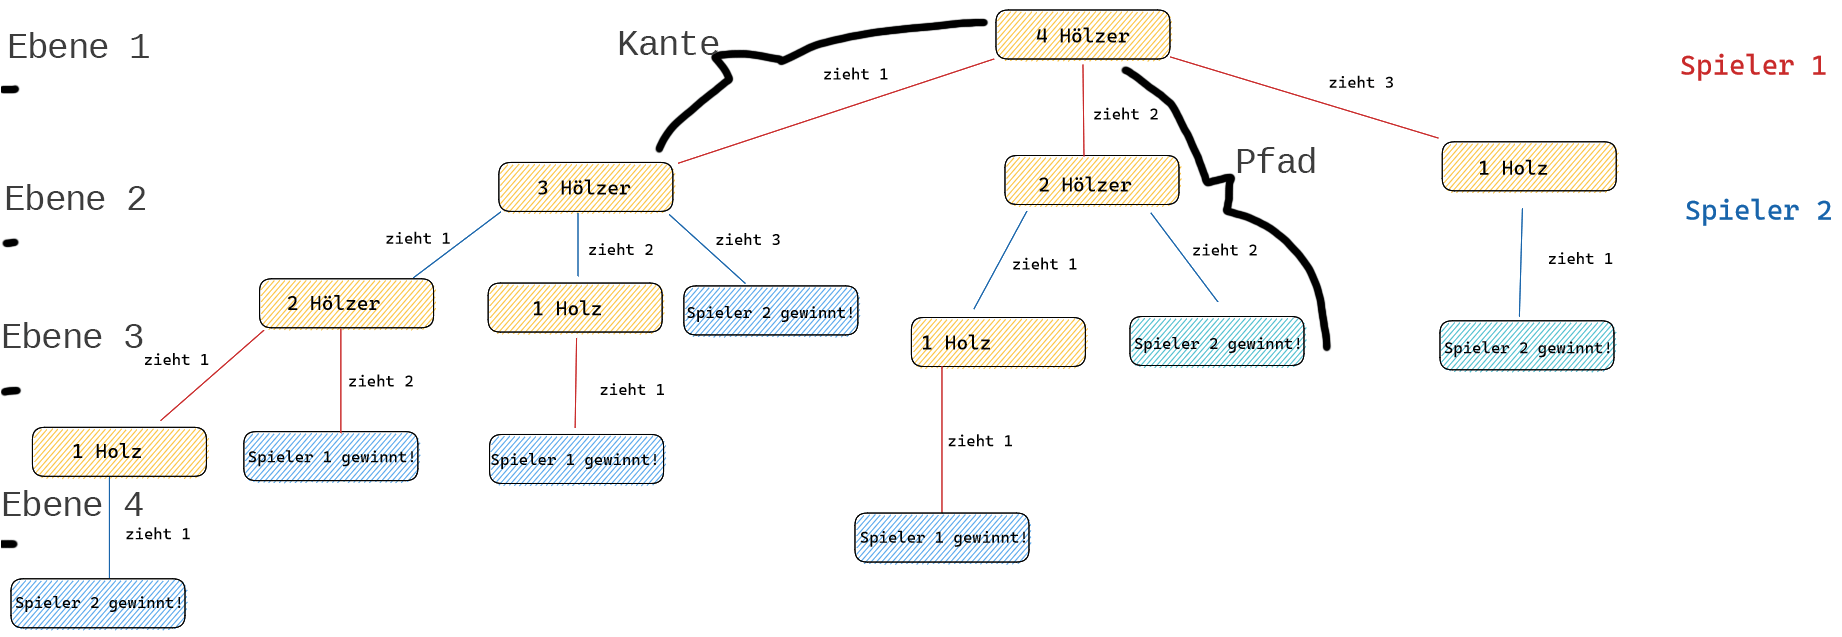 Ebene 1
Kante
4 Hölzer
Spieler 1
zieht 1
zieht 2
zieht 3
Ebene 2
3 Hölzer
2 Hölzer
Pfad
1 Holz
Spieler 2
zieht 1
zieht 2
zieht 3
zieht 1
zieht 2
zieht 1
Ebene 3
2 Hölzer
1 Holz
Spieler 2 gewinnt!
1 Holz
Spieler 2 gewinnt!
Spieler 2 gewinnt!
zieht 1
zieht 2
zieht 1
zieht 1
1 Holz
Spieler 1 gewinnt!
Spieler 1 gewinnt!
Ebene 4
zieht 1
Spieler 1 gewinnt!
Spieler 2 gewinnt!